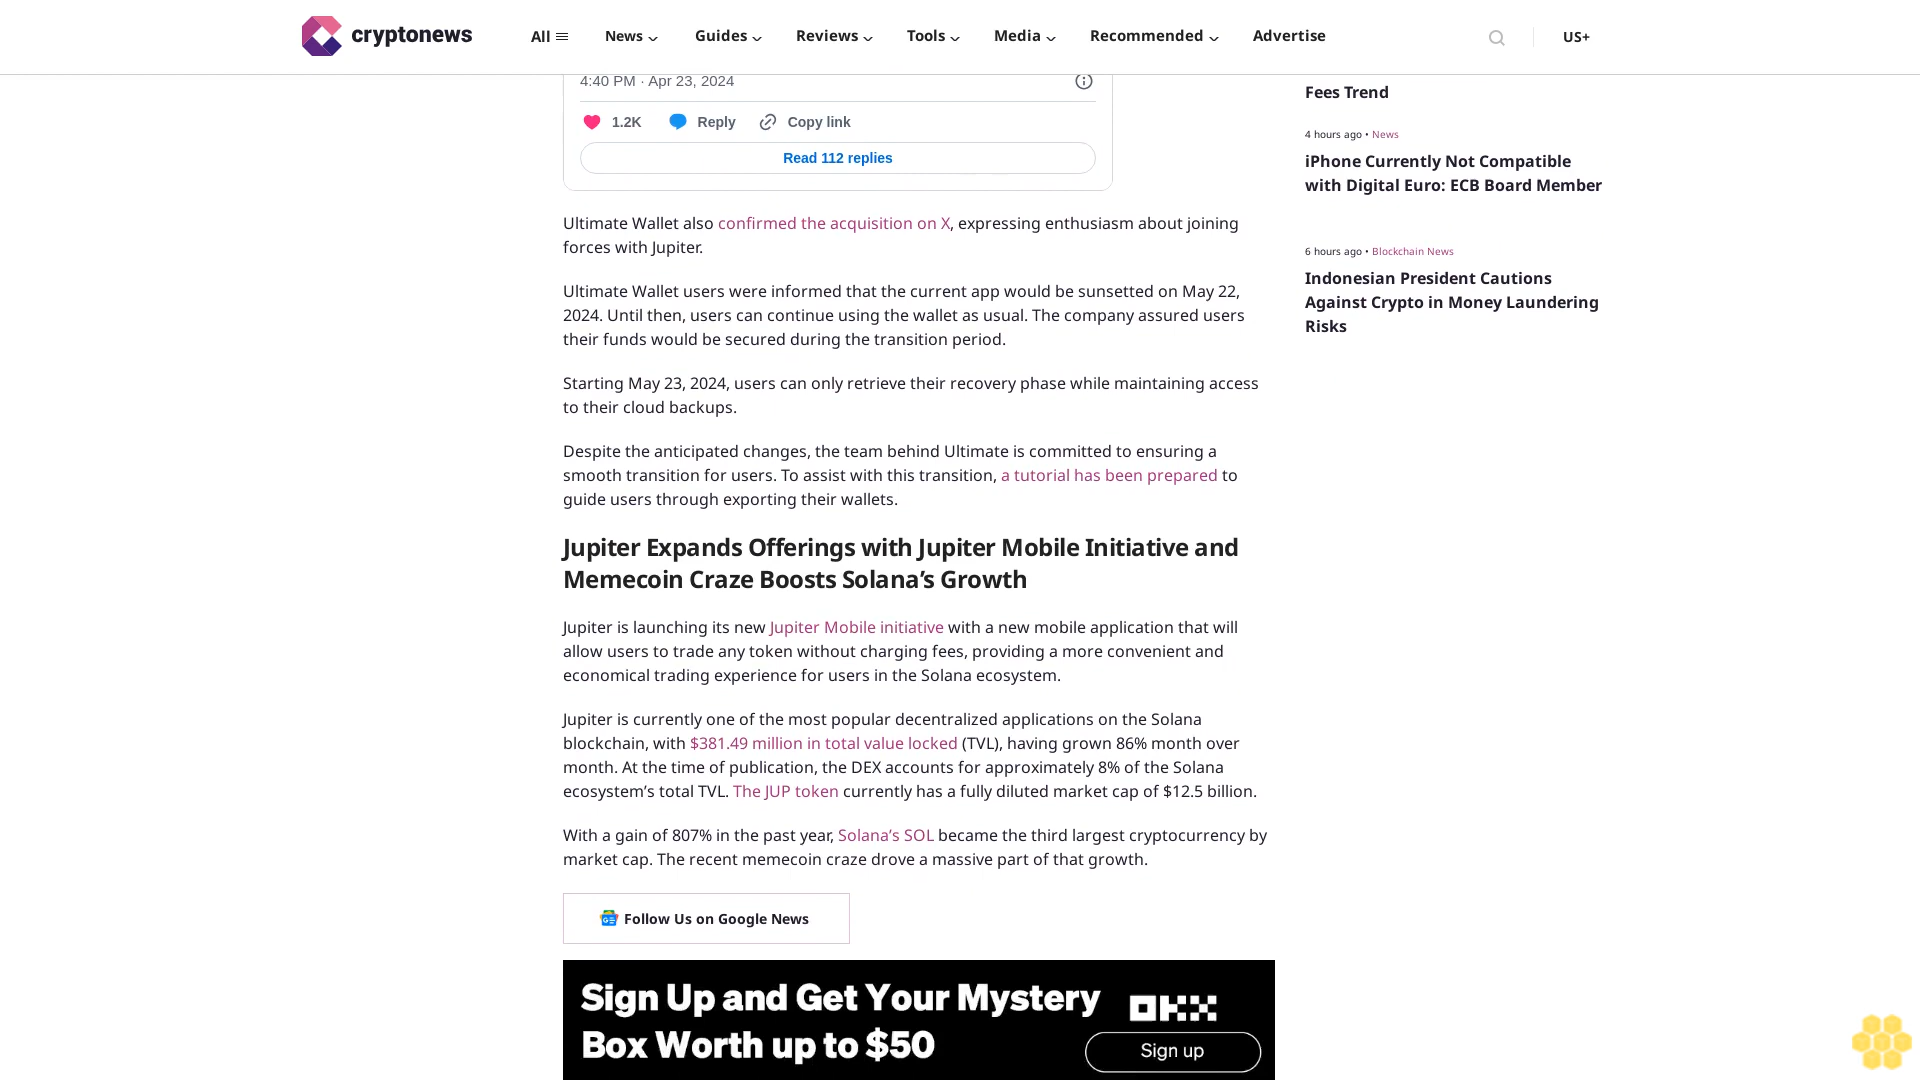 cryptonews
All
News
Guides
Reviews
Tools
Media
Recommended
Advertise
US+
4:40 PM · Apr 23, 2024
1.2K
Reply
Copy link
Read 112 replies
Ultimate Wallet also confirmed the acquisition on X, expressing enthusiasm about joining
forces with Jupiter.
Ultimate Wallet users were informed that the current app would be sunsetted on May 22,
2024. Until then, users can continue using the wallet as usual. The company assured users
their funds would be secured during the transition period.
Starting May 23, 2024, users can only retrieve their recovery phase while maintaining access
to their cloud backups.
Despite the anticipated changes, the team behind Ultimate is committed to ensuring a
smooth transition for users. To assist with this transition, a tutorial has been prepared to
guide users through exporting their wallets.
Jupiter Expands Offerings with Jupiter Mobile Initiative and
Memecoin Craze Boosts Solana’s Growth
Jupiter is launching its new Jupiter Mobile initiative with a new mobile application that will
allow users to trade any token without charging fees, providing a more convenient and
economical trading experience for users in the Solana ecosystem.
Jupiter is currently one of the most popular decentralized applications on the Solana
blockchain, with $381.49 million in total value locked (TVL), having grown 86% month over
month. At the time of publication, the DEX accounts for approximately 8% of the Solana
ecosystem’s total TVL. The JUP token currently has a fully diluted market cap of $12.5 billion.
With a gain of 807% in the past year, Solana’s SOL became the third largest cryptocurrency by
market cap. The recent memecoin craze drove a massive part of that growth.
Follow Us on Google News
Sign Up and Get Your Mystery
Box Worth up to $50
OKX
Sign up
Fees Trend
4 hours ago • News
iPhone Currently Not Compatible
with Digital Euro: ECB Board Member
6 hours ago • Blockchain News
Indonesian President Cautions
Against Crypto in Money Laundering
Risks